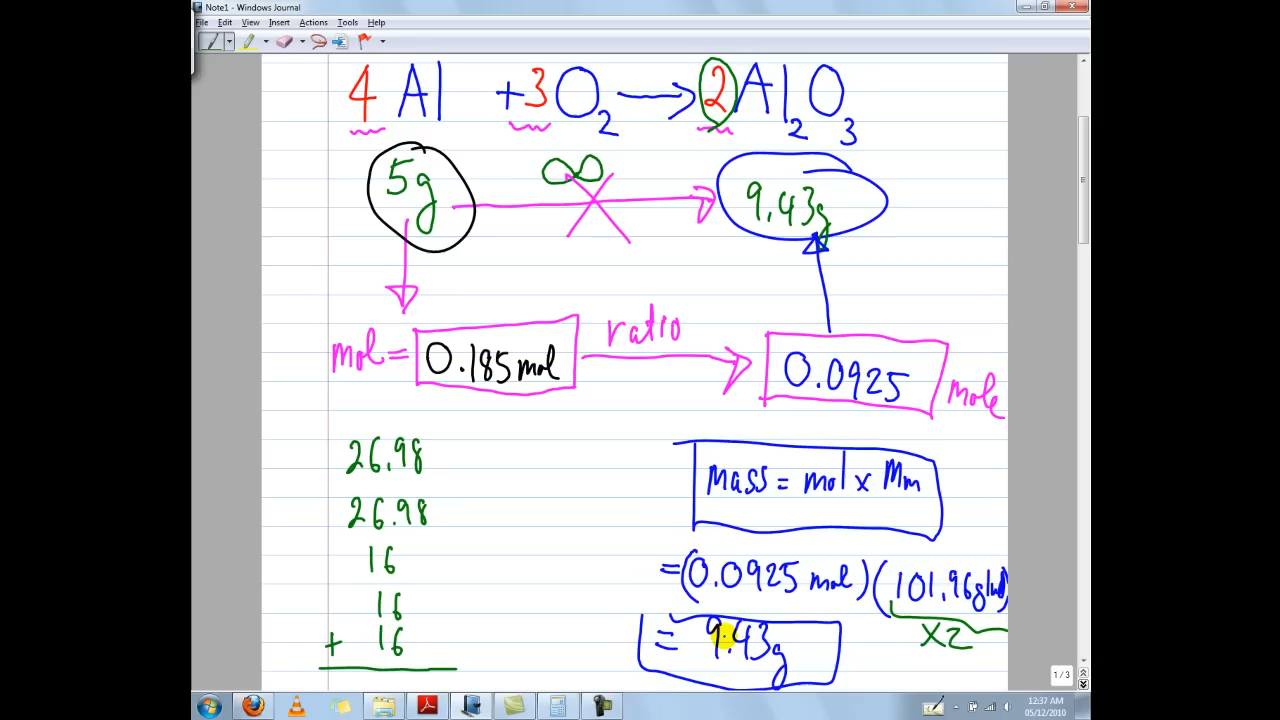 Note1 - Windows Journal
File Edit View Insert Actions Tools Help
4 Al + 3 O2 → 2 Al2O3
5g ∞ 9.43g
mol = 0.185 mol ratio 0.0925 mole
26.98
26.98
16
16
+ 16
Mass = mol x Mm
= (0.0925 mol) (101.96g/mol)
x2
= 9.43g
1/3
12:37 AM
05/12/2010